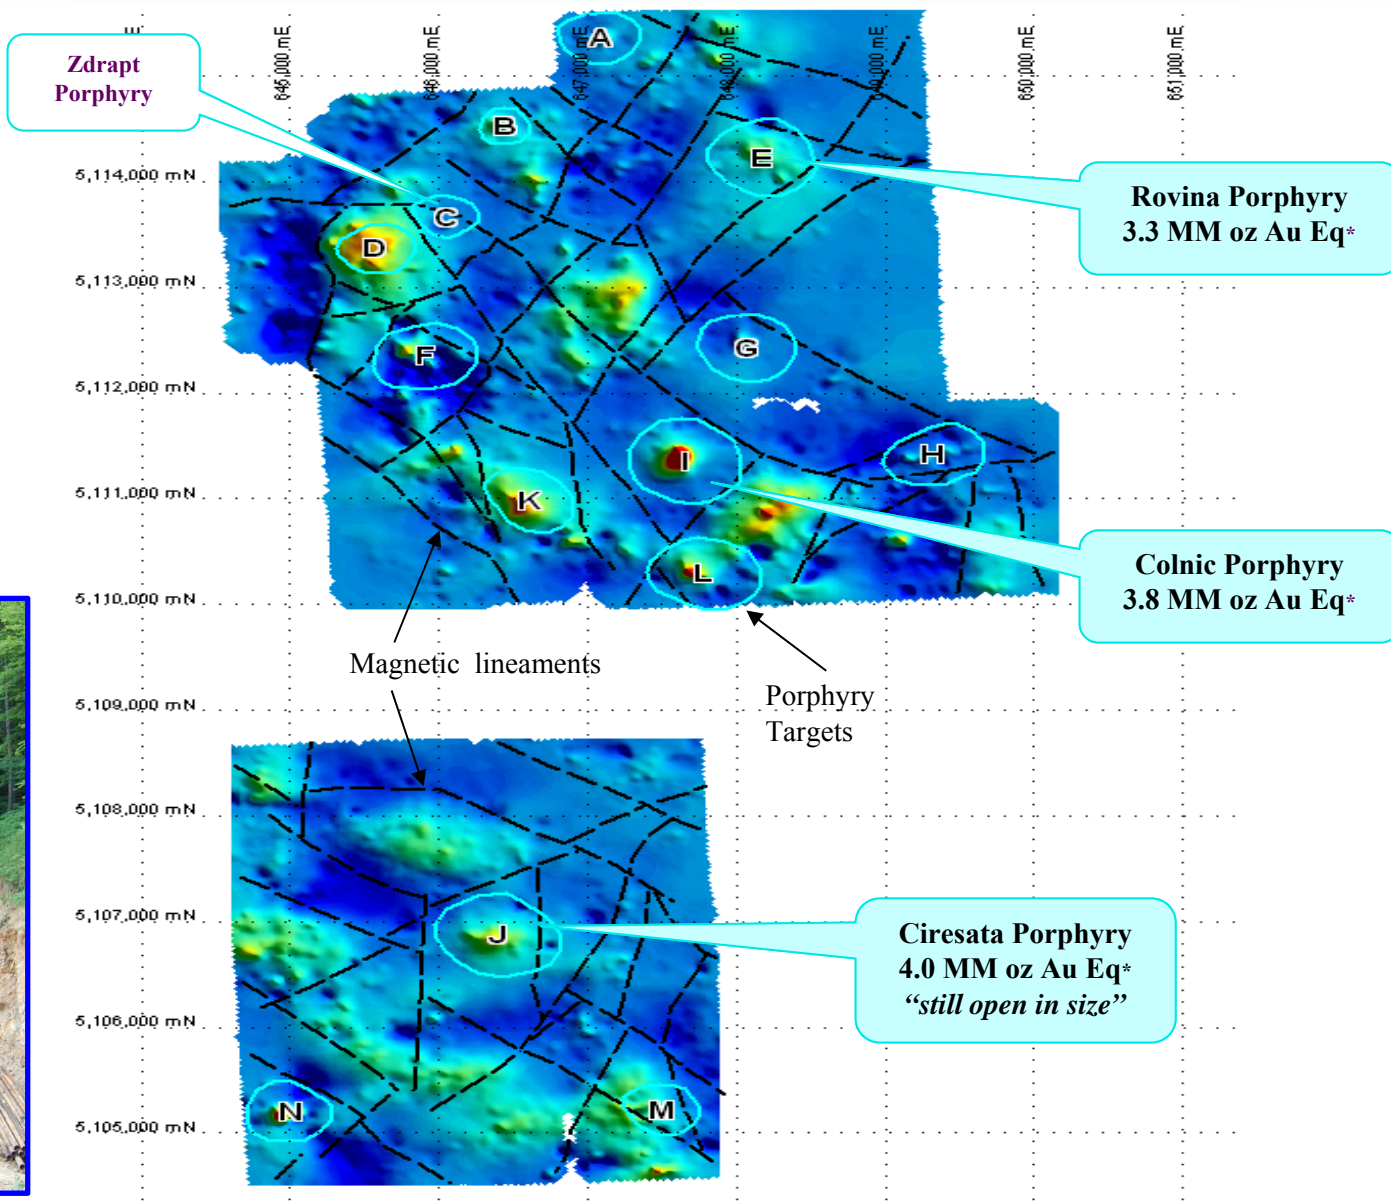 E
645,000 mE
646,000 mE
647,000 mE
648,000 mE
649,000 mE
650,000 mE
651,000 mE
Zdrapt
Porphyry
A
B
E
5,114,000 mN
Rovina Porphyry
3.3 MM oz Au Eq*
C
D
5,113,000 mN
G
F
5,112,000 mN
I
H
K
5,111,000 mN
Colnic Porphyry
3.8 MM oz Au Eq*
L
5,110,000 mN
Magnetic lineaments
Porphyry
Targets
5,109,000 mN
5,108,000 mN
5,107,000 mN
J
Ciresata Porphyry
4.0 MM oz Au Eq*
“still open in size”
5,106,000 mN
N
M
5,105,000 mN